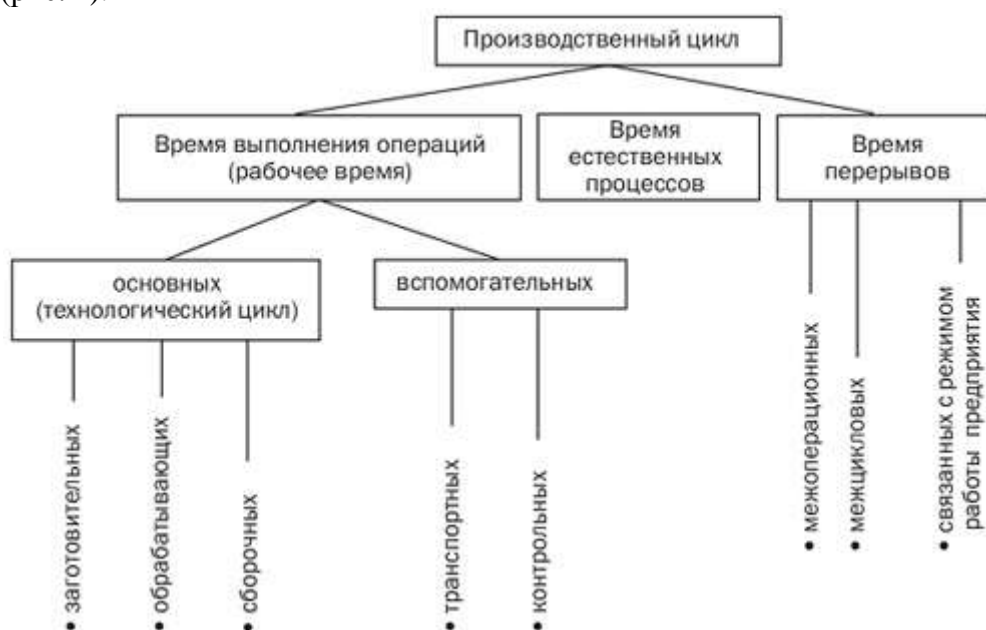 Производственный цикл
Время выполнения операций
(рабочее время)
Время
естественных
процессов
Время
перерывов
основных
(технологический цикл)
вспомогательных
• заготовительных
• обрабатывающих
• сборочных
• транспортных
• контрольных
• межоперационных
• межцикловых
• связанных с режимом
работы предприятия